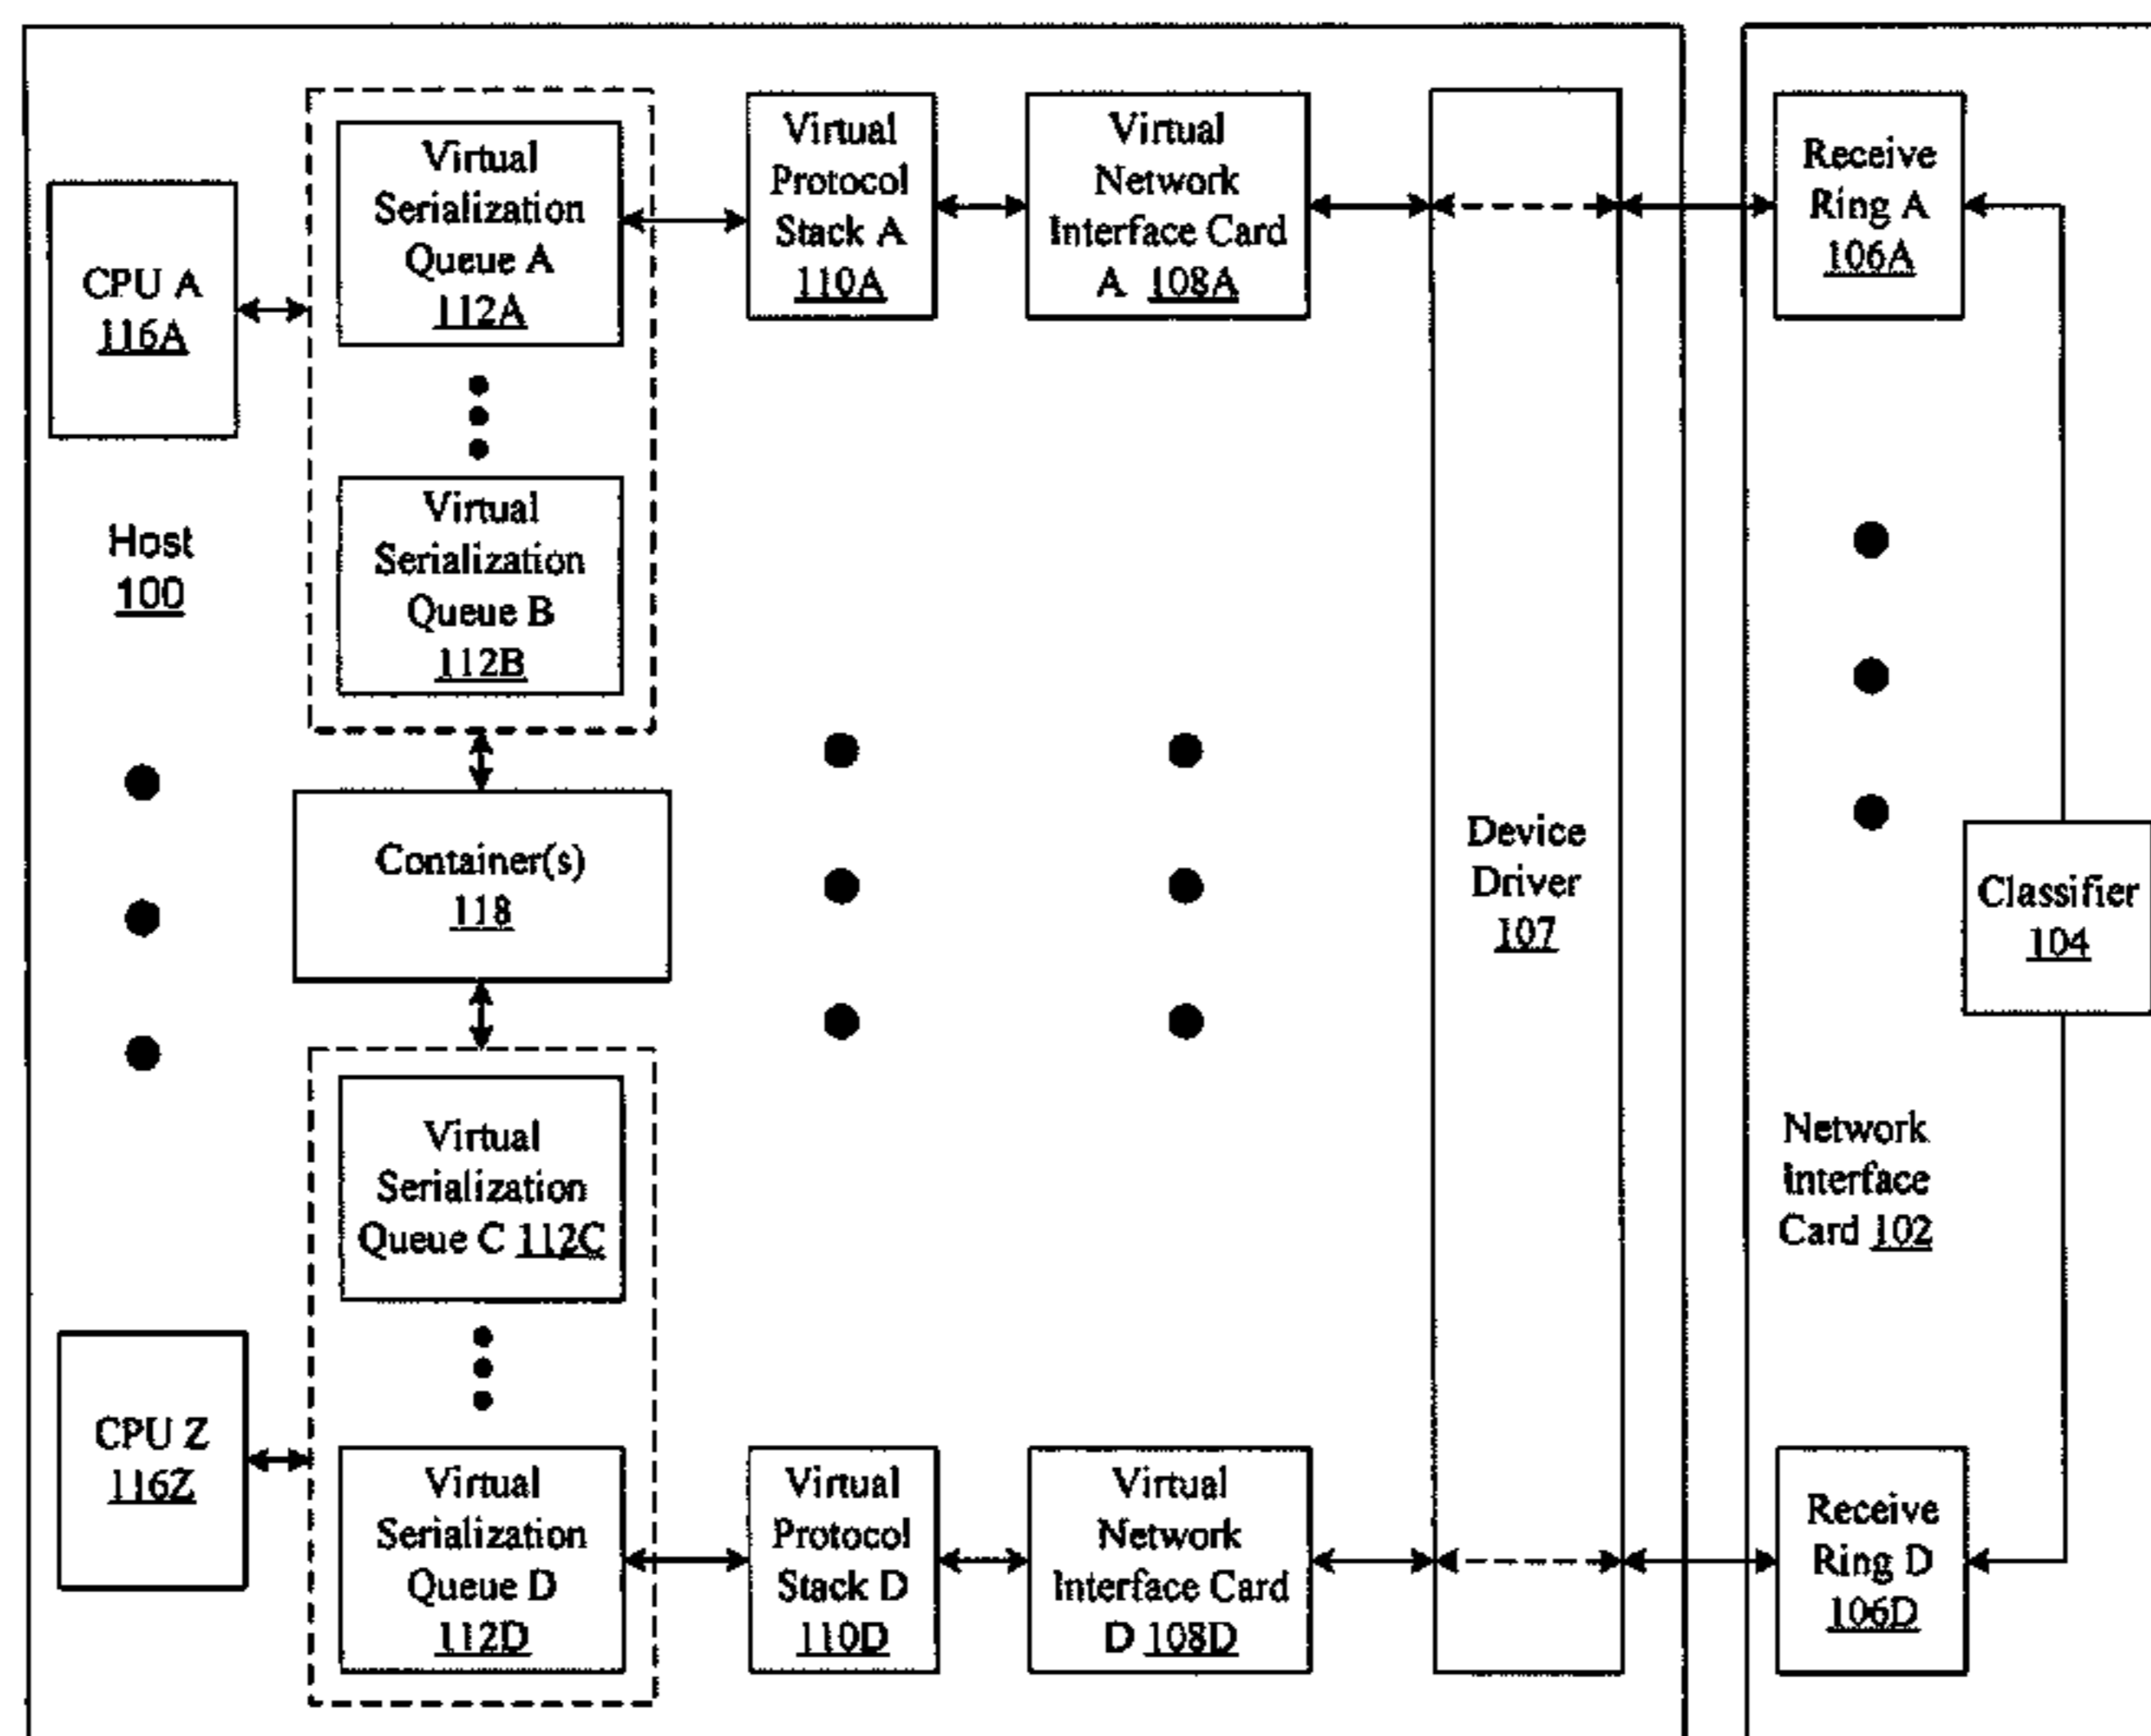 Virtual
Serialization
Queue A
112A
Virtual
Protocol
Stack A
110A
Virtual
Network
Interface Card
A 108A
Receive
Ring A
106A
CPU A
116A
Virtual
Serialization
Queue B
112B
Host
100
Container(s)
118
Device
Driver
107
Classifier
104
Virtual
Serialization
Queue C 112C
Network
Interface
Card 102
CPU Z
116Z
Virtual
Serialization
Queue D
112D
Virtual
Protocol
Stack D
110D
Virtual
Network
Interface Card
D 108D
Receive
Ring D
106D